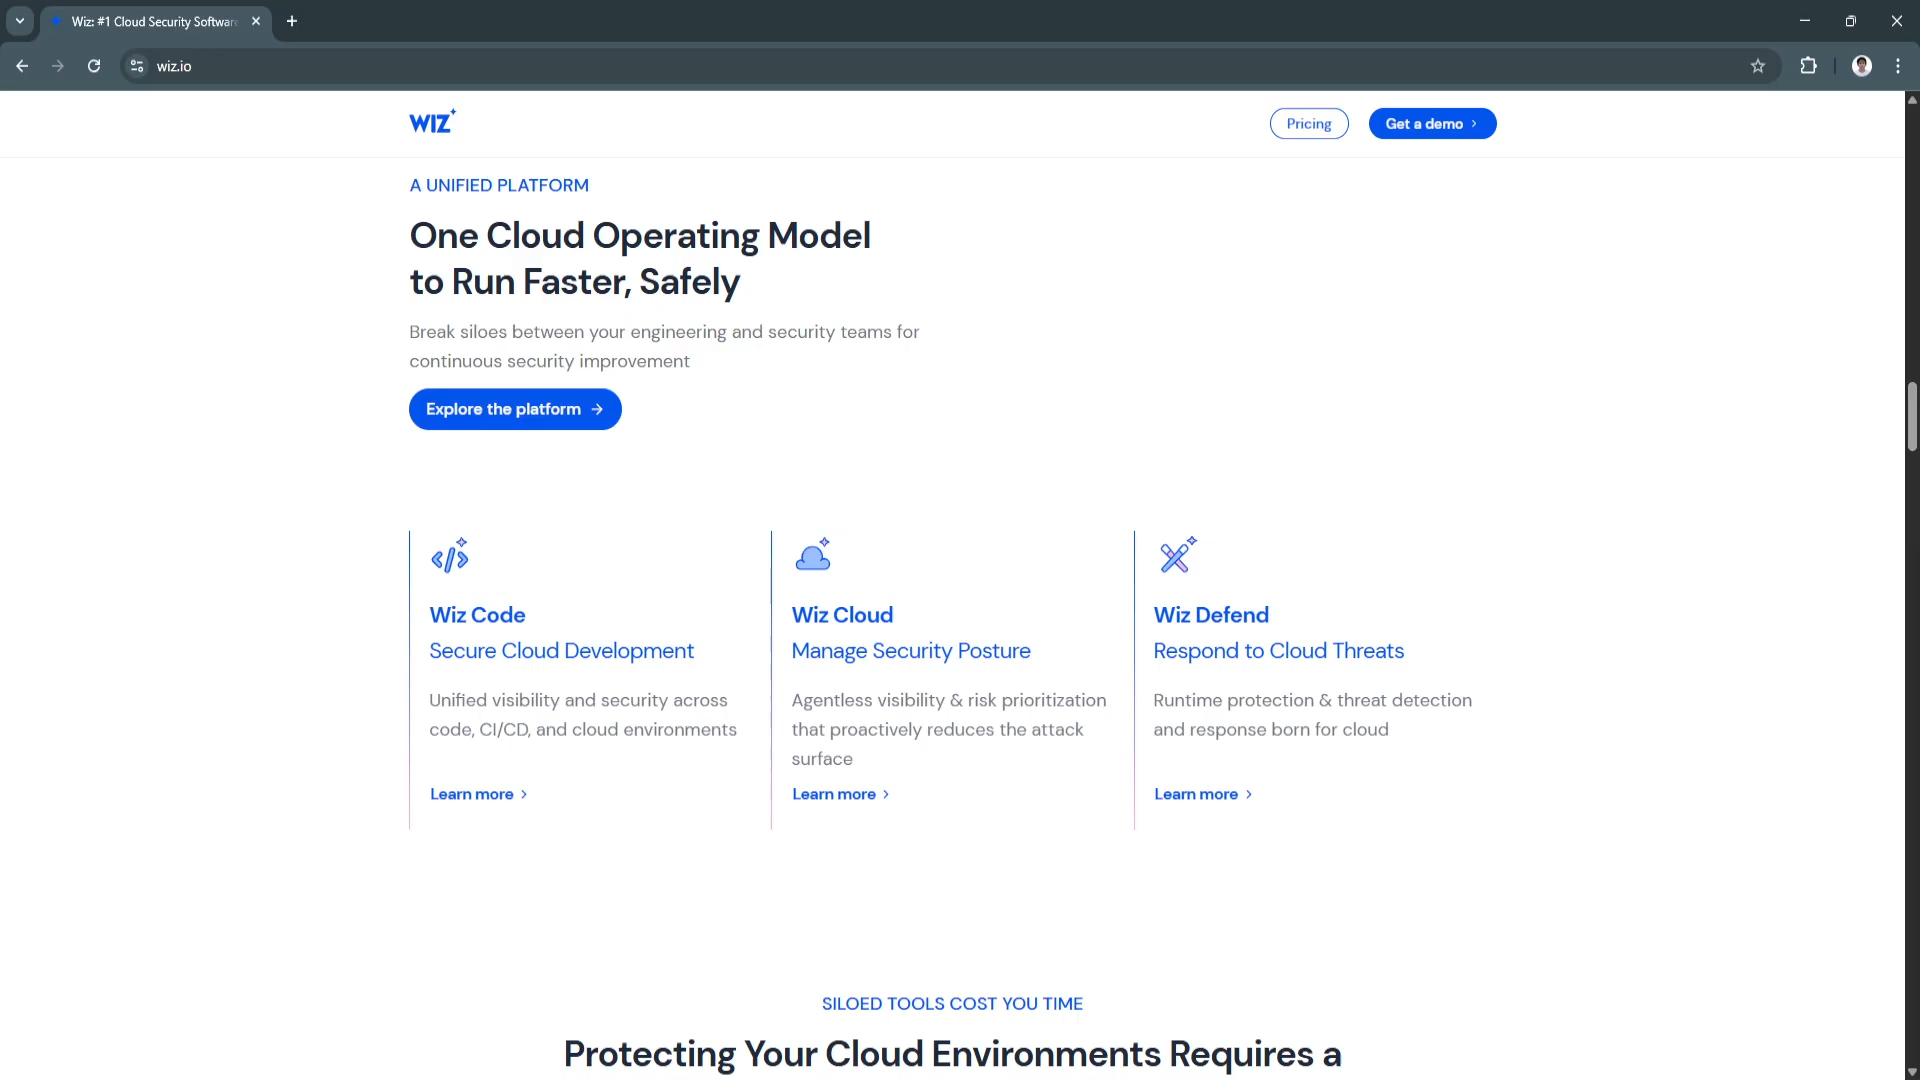 Wiz: #1 Cloud Security Softwar
wiz.io
WIZ
Pricing
Get a demo
A UNIFIED PLATFORM
One Cloud Operating Model
to Run Faster, Safely
Break siloes between your engineering and security teams for
continuous security improvement
Explore the platform
Wiz Code
Secure Cloud Development
Unified visibility and security across
code, CI/CD, and cloud environments
Learn more
Wiz Cloud
Manage Security Posture
Agentless visibility & risk prioritization
that proactively reduces the attack
surface
Learn more
Wiz Defend
Respond to Cloud Threats
Runtime protection & threat detection
and response born for cloud
Learn more
SILOED TOOLS COST YOU TIME
Protecting Your Cloud Environments Requires a